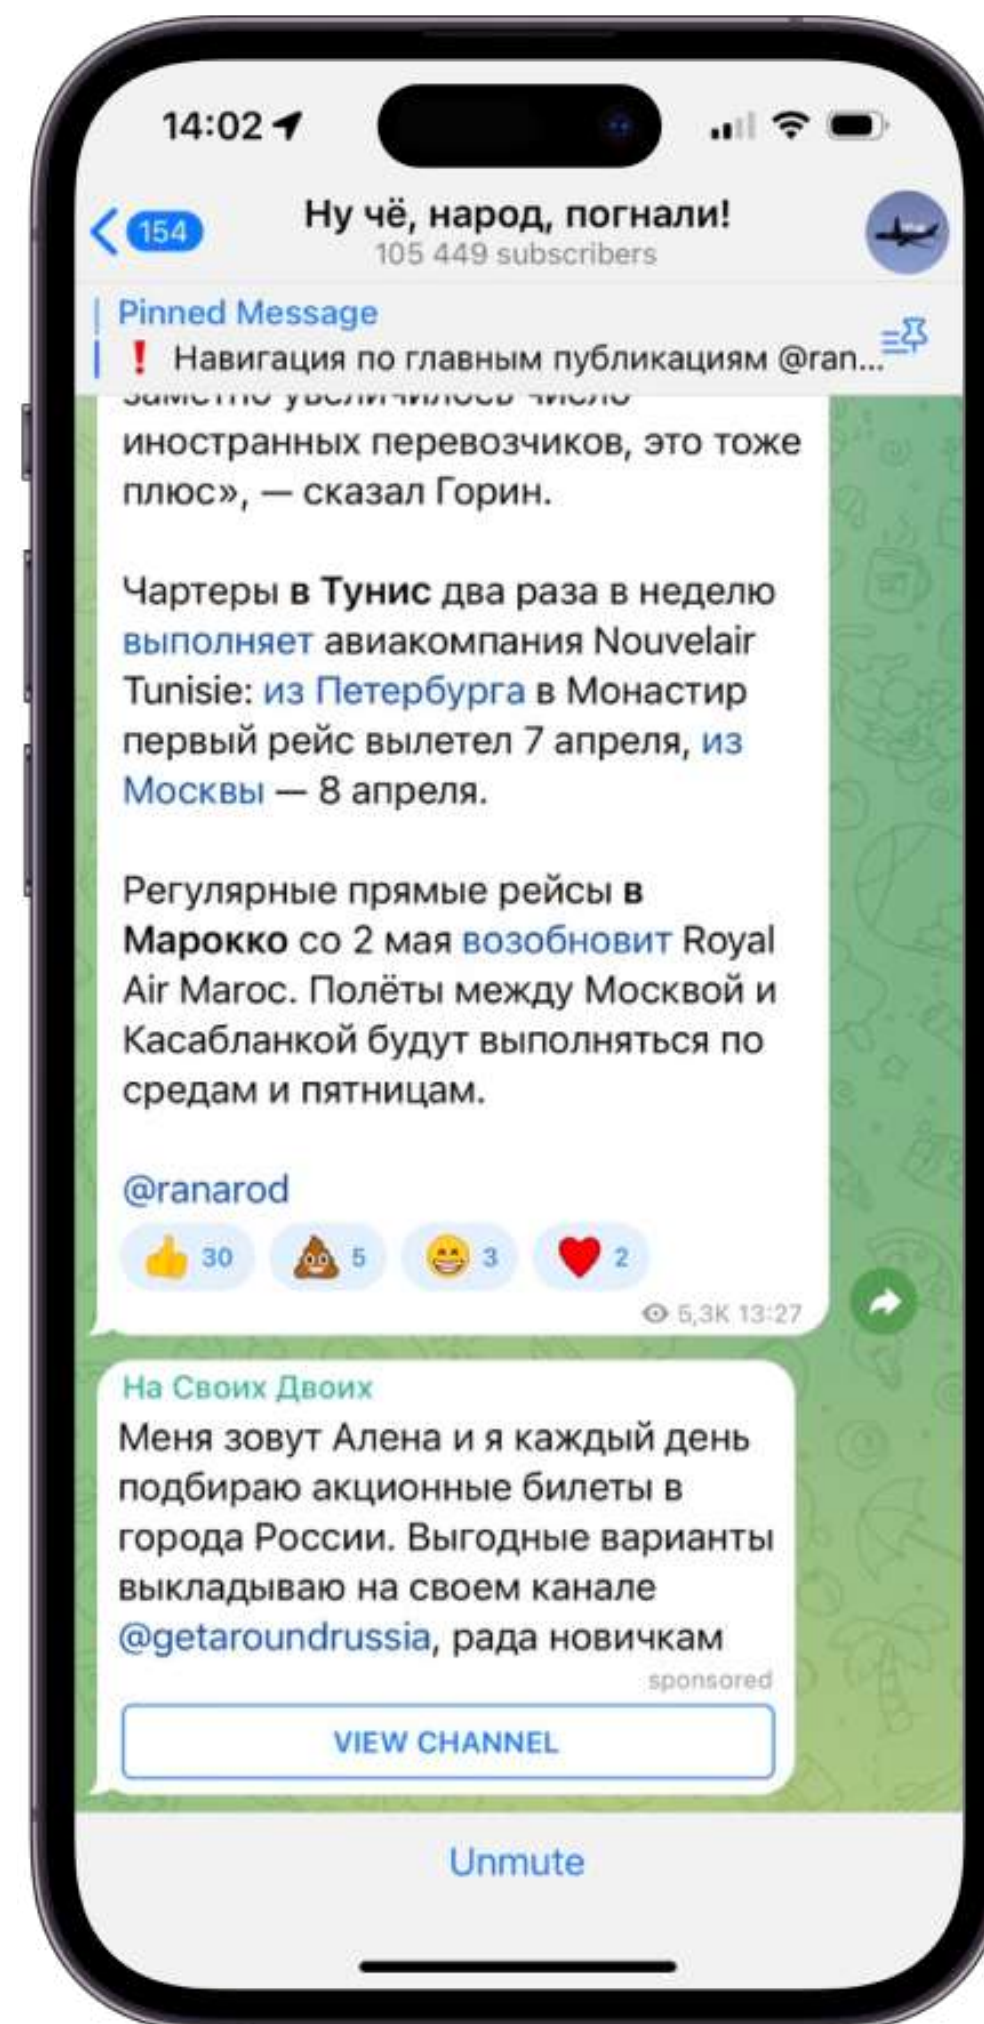 14:02
154
Ну чё, народ, погнали!
105 449 subscribers
Pinned Message
❗ Навигация по главным публикациям @ran...
заметно увеличилось число
иностранных перевозчиков, это тоже
плюс», — сказал Горин.
Чартеры в Тунис два раза в неделю
выполняет авиакомпания Nouvelair
Tunisie: из Петербурга в Монастир
первый рейс вылетел 7 апреля, из
Москвы — 8 апреля.
Регулярные прямые рейсы в
Марокко со 2 мая возобновит Royal
Air Maroc. Полёты между Москвой и
Касабланкой будут выполняться по
средам и пятницам.
@ranarod
👍 30 💩 5 😁 3 ❤️ 2
5,3K 13:27
На Своих Двоих
Меня зовут Алена и я каждый день
подбираю акционные билеты в
города России. Выгодные варианты
выкладываю на своем канале
@getaroundrussia, рада новичкам
sponsored
VIEW CHANNEL
Unmute